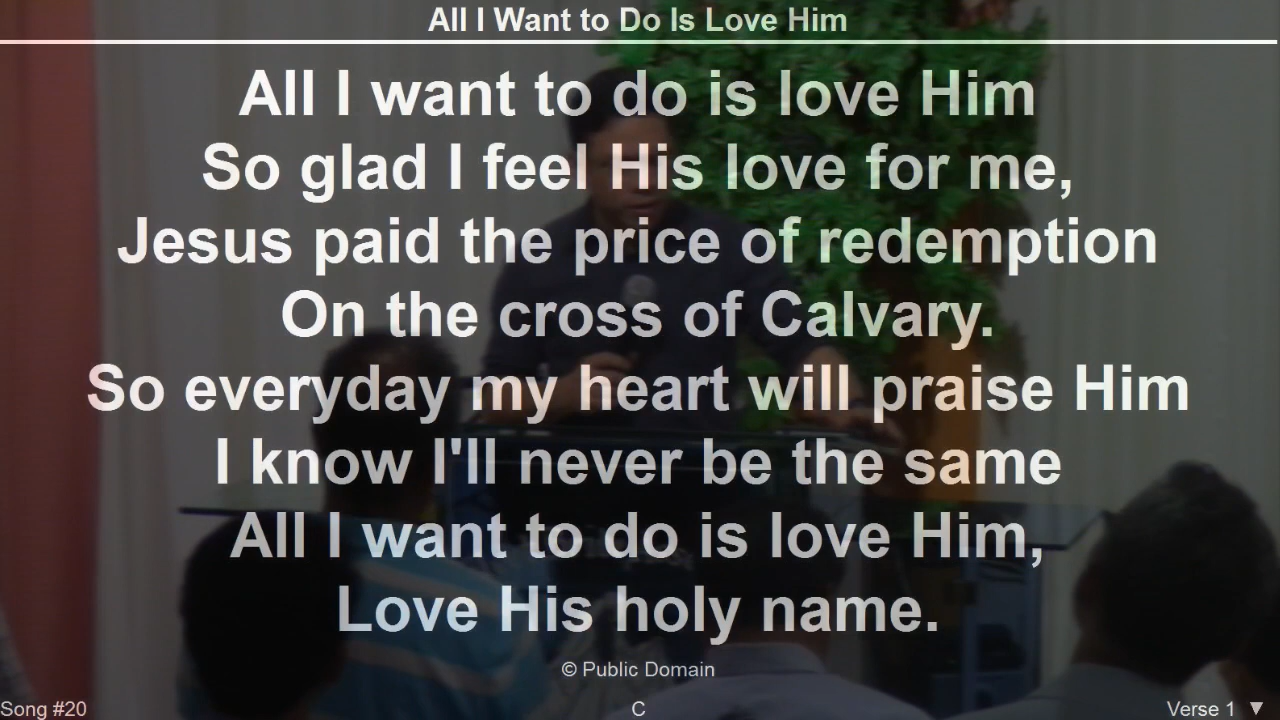 All I Want to Do Is Love Him
All I want to do is love Him
So glad I feel His love for me,
Jesus paid the price of redemption
On the cross of Calvary.
So everyday my heart will praise Him
I know I'll never be the same
All I want to do is love Him,
Love His holy name.
© Public Domain
Song #20
C
Verse 1 ▼